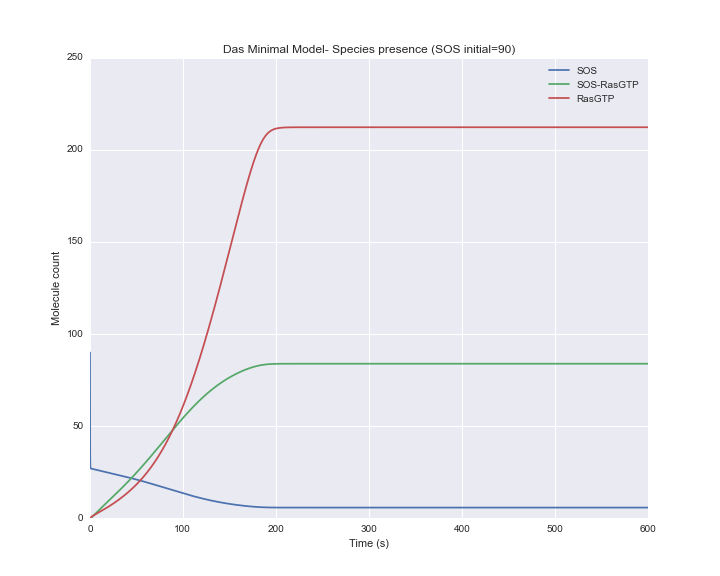 Das Minimal Model- Species presence (SOS initial=90)
250
200
150
100
50
0
Molecule count
SOS
SOS-RasGTP
RasGTP
0 100 200 300 400 500 600
Time (s)